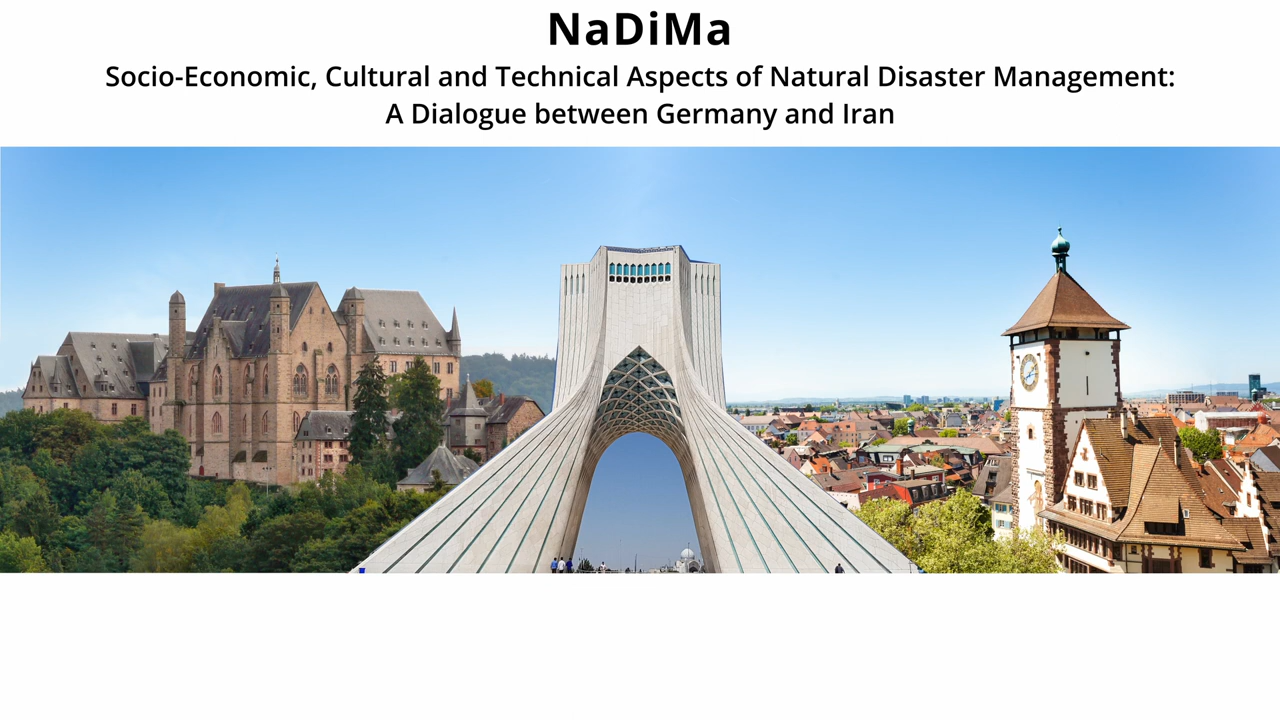 NaDiMa
Socio-Economic, Cultural and Technical Aspects of Natural Disaster Management:
A Dialogue between Germany and Iran